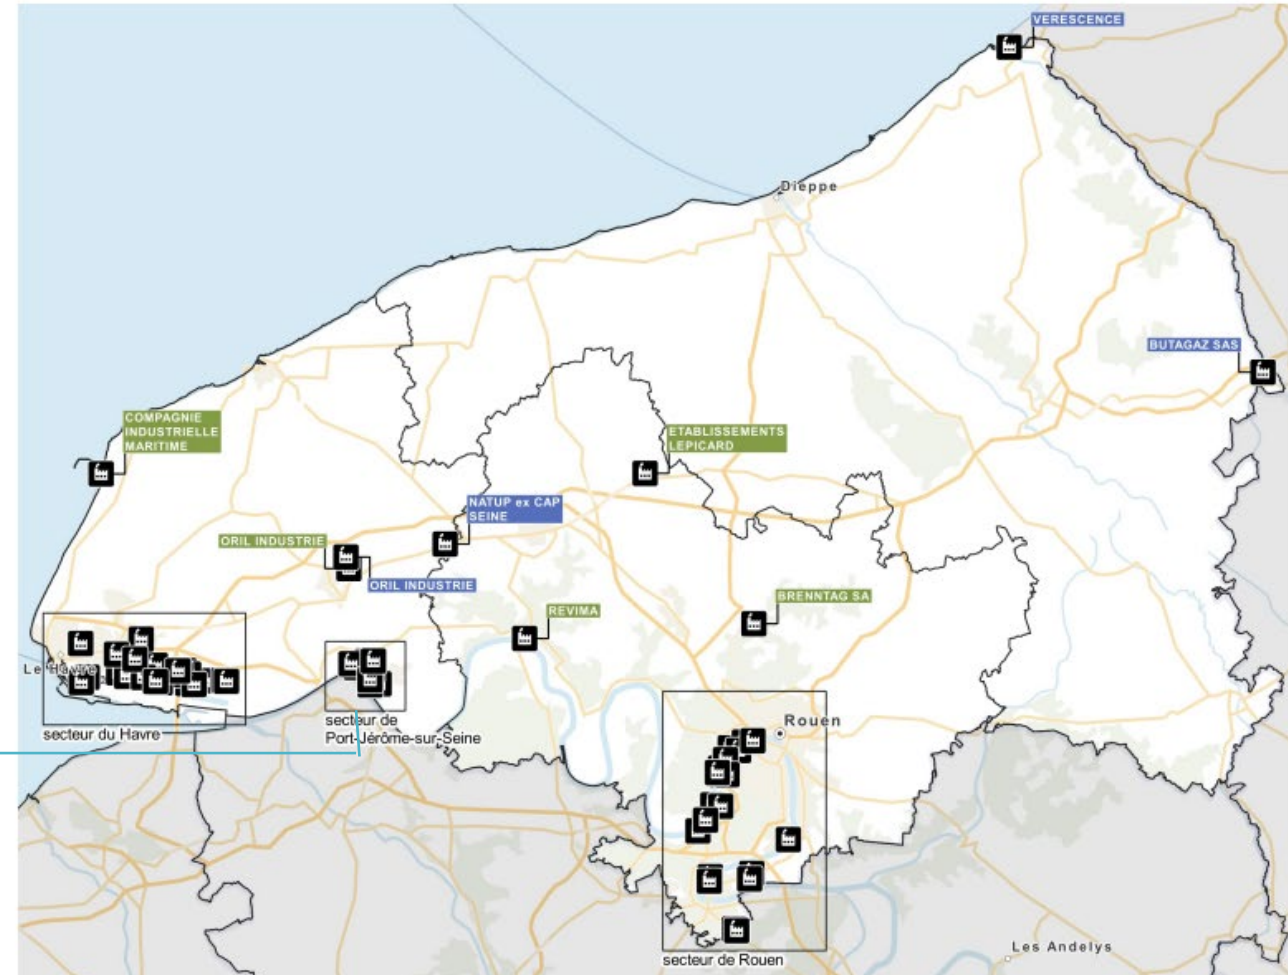 VERESCENCE
Dieppe
BUTAGAZ SAS
COMPAGNIE
INDUSTRIELLE
MARITIME
ETABLISSEMENTS
LEPICARD
NATUP ex CAP
SEINE
ORIL INDUSTRIE
ORIL INDUSTRIE
BRENNTAG SA
REVIMA
Le Havre
secteur du Havre
secteur de
Port-Jérôme-sur-Seine
Rouen
Les Andelys
secteur de Rouen